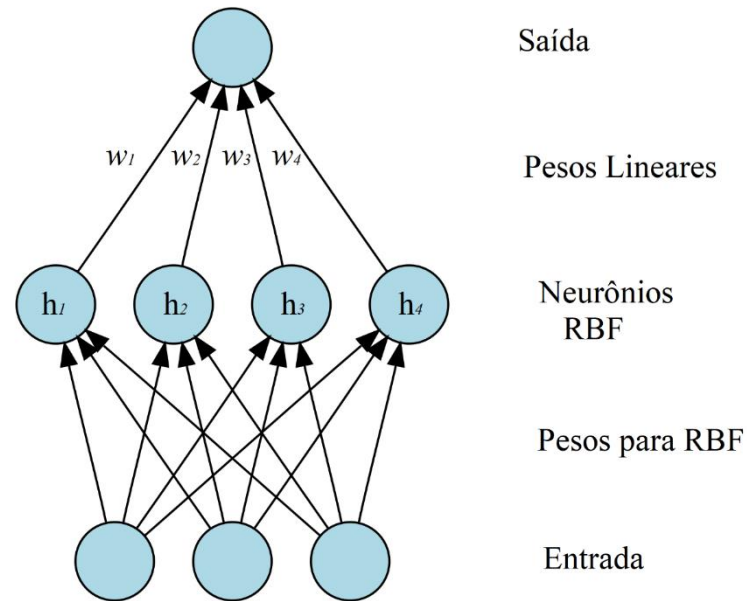 Saída
w1 w2 w3 w4
Pesos Lineares
h1 h2 h3 h4
Neurônios
RBF
Pesos para RBF
Entrada